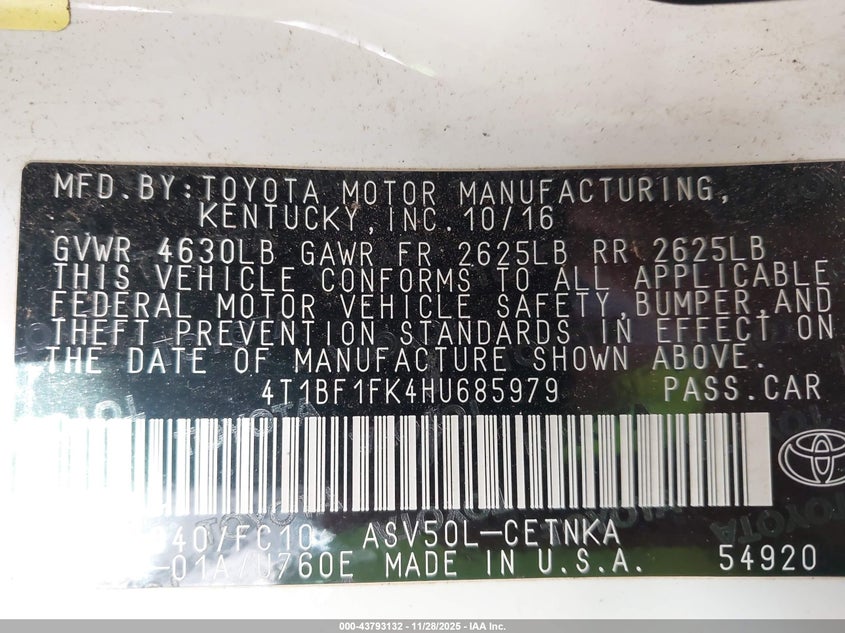 MFD.BY:TOYOTA MOTOR MANUFACTURING,
KENTUCKY,INC.10/16
GVWR 4630LB GAWR FR 2625LB RR 2625LB
THIS VEHICLE CONFORMS TO ALL APPLICABLE
FEDERAL MOTOR VEHICLE SAFETY,BUMPER,AND
THEFT PREVENTION STANDARDS IN EFFECT ON
THE DATE OF MANUFACTURE SHOWN ABOVE.
4T1BF1FK4HU685979 PASS.CAR
040/FC10 ASV50L-CETNKA
-01A/U760E MADE IN U.S.A. 54920
000-43793132 - 11/28/2025 - IAA Inc.